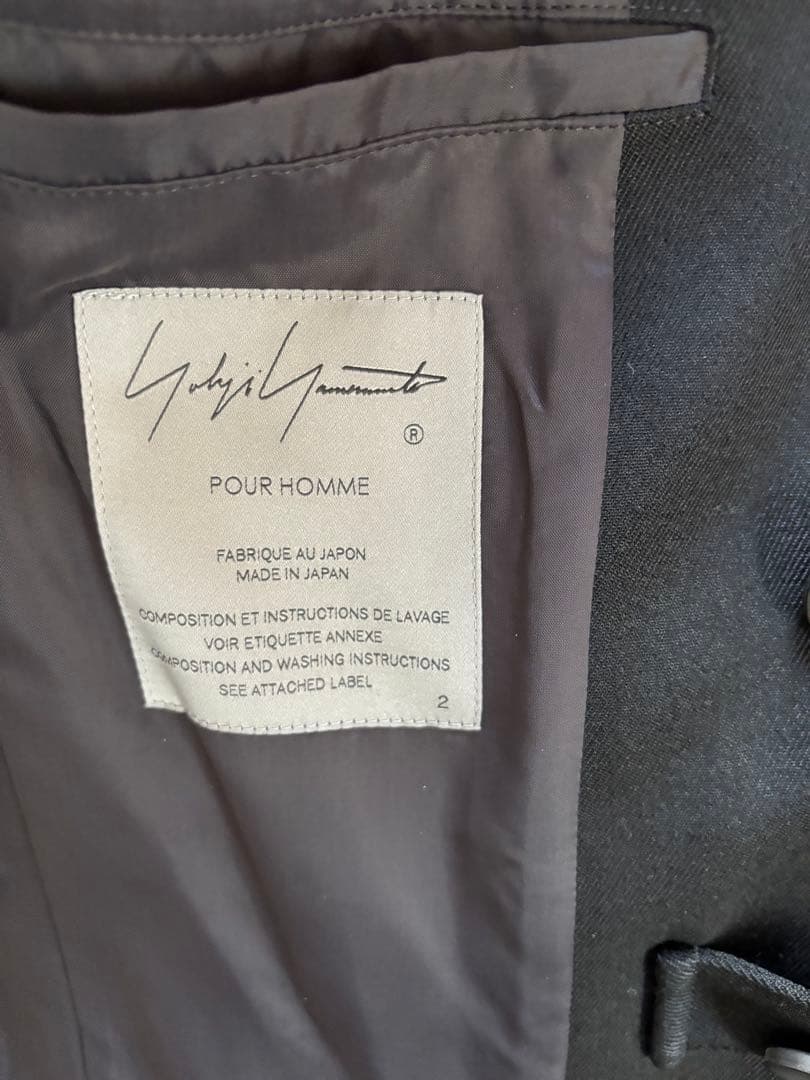 Yohji Yamamoto
®
POUR HOMME
FABRIQUE AU JAPON
MADE IN JAPAN
COMPOSITION ET INSTRUCTIONS DE LAVAGE
VOIR ETIQUETTE ANNEXE
COMPOSITION AND WASHING INSTRUCTIONS
SEE ATTACHED LABEL
2